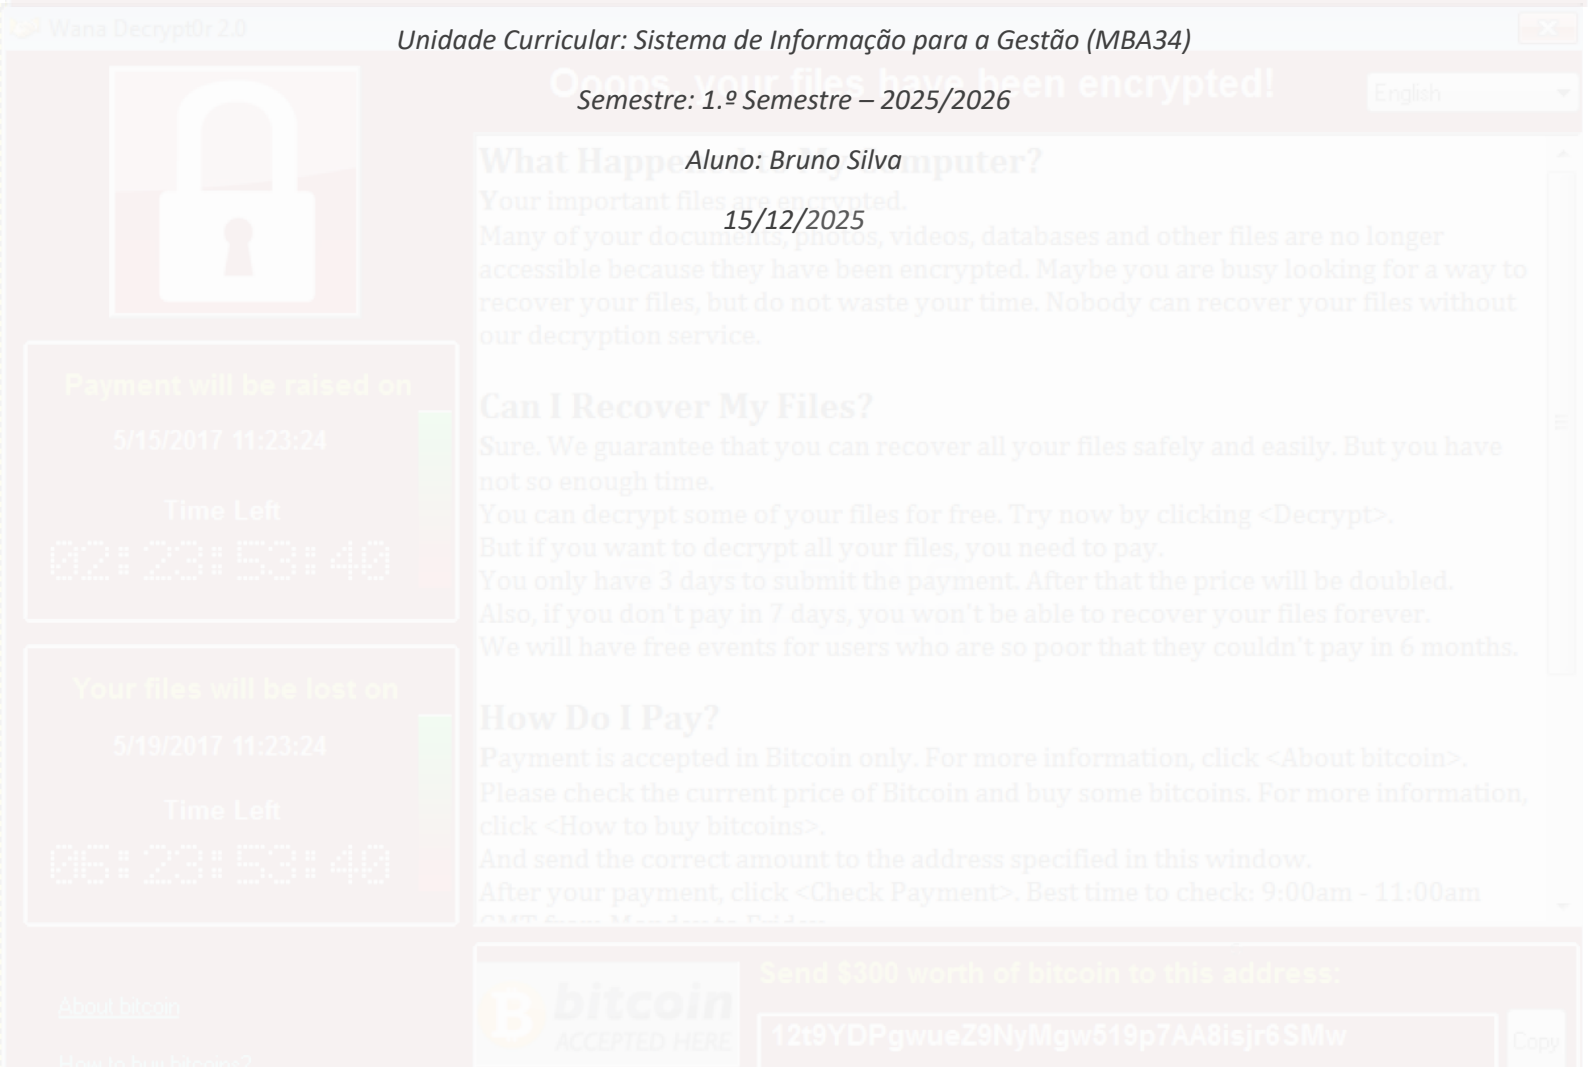 Wana Decrypt0r 2.0
Unidade Curricular: Sistema de Informação para a Gestão (MBA34)
Ooops, your files have been encrypted!
English
Semestre: 1.º Semestre – 2025/2026
What Happened to My Computer?
Aluno: Bruno Silva
Your important files are encrypted.
15/12/2025
Many of your documents, photos, videos, databases and other files are no longer
accessible because they have been encrypted. Maybe you are busy looking for a way to
recover your files, but do not waste your time. Nobody can recover your files without
our decryption service.
Payment will be raised on
5/15/2017 11:23:24
Time Left
02:23:53:40
Can I Recover My Files?
Sure. We guarantee that you can recover all your files safely and easily. But you have
not so enough time.
You can decrypt some of your files for free. Try now by clicking <Decrypt>.
But if you want to decrypt all your files, you need to pay.
You only have 3 days to submit the payment. After that the price will be doubled.
Also, if you don't pay in 7 days, you won't be able to recover your files forever.
We will have free events for users who are so poor that they couldn't pay in 6 months.
Your files will be lost on
5/19/2017 11:23:24
Time Left
06:23:53:40
How Do I Pay?
Payment is accepted in Bitcoin only. For more information, click <About bitcoin>.
Please check the current price of Bitcoin and buy some bitcoins. For more information,
click <How to buy bitcoins>.
And send the correct amount to the address specified in this window.
After your payment, click <Check Payment>. Best time to check: 9:00am - 11:00am
GMT from Monday to Friday.
About bitcoin
How to buy bitcoins?
bitcoin
ACCEPTED HERE
Send $300 worth of bitcoin to this address:
12t9YDPgwueZ9NyMgw519p7AA8isjr6SMw
Copy